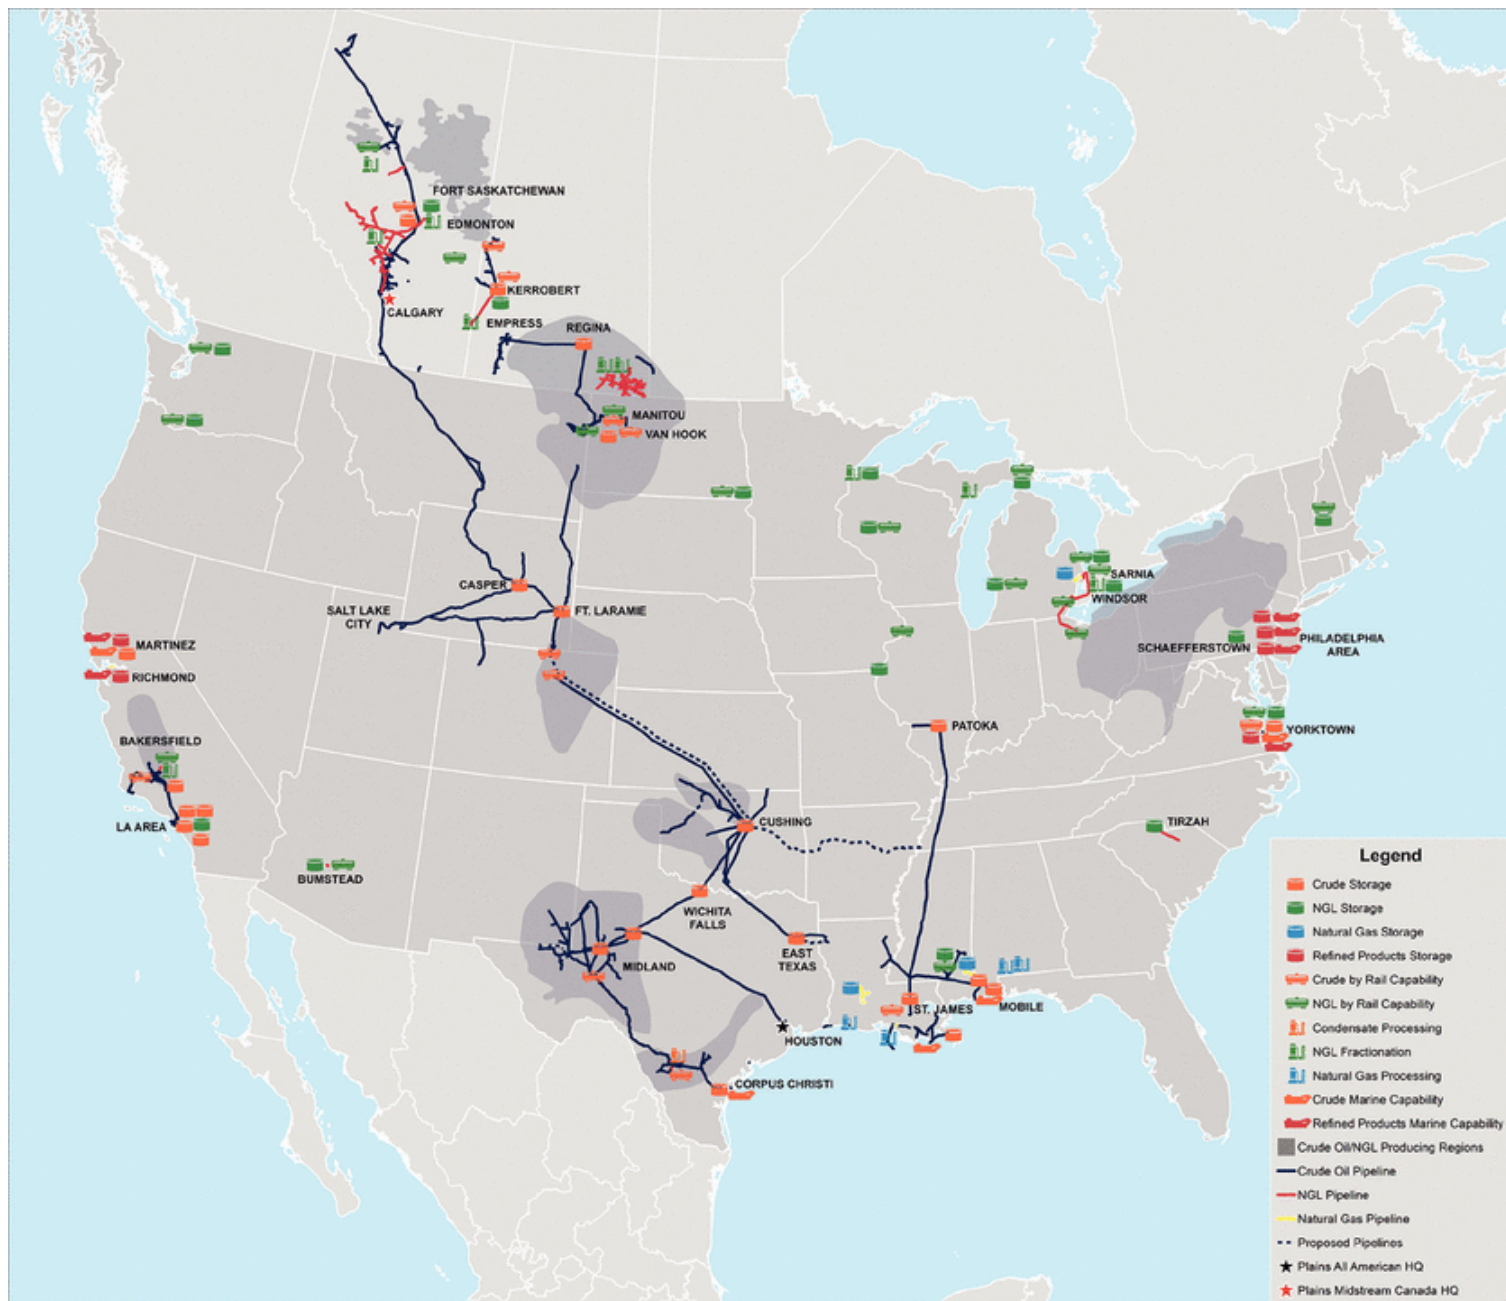 FORT SASKATCHEWAN
EDMONTON
KERROBERT
CALGARY
EMPRESS
REGINA
MANITOU
VAN HOOK
CASPER
SALT LAKE
CITY
FT. LARAMIE
SARNIA
WINDSOR
MARTINEZ
RICHMOND
SCHAEFFERSTOWN
PHILADELPHIA
AREA
PATOKA
YORKTOWN
BAKERSFIELD
LA AREA
CUSHING
TIRZAH
BUMSTEAD
WICHITA
FALLS
EAST
TEXAS
MIDLAND
ST. JAMES
MOBILE
HOUSTON
CORPUS CHRISTI
Legend
Crude Storage
NGL Storage
Natural Gas Storage
Refined Products Storage
Crude by Rail Capability
NGL by Rail Capability
Condensate Processing
NGL Fractionation
Natural Gas Processing
Crude Marine Capability
Refined Products Marine Capability
Crude Oil/NGL Producing Regions
Crude Oil Pipeline
NGL Pipeline
Natural Gas Pipeline
Proposed Pipelines
Plains All American HQ
Plains Midstream Canada HQ